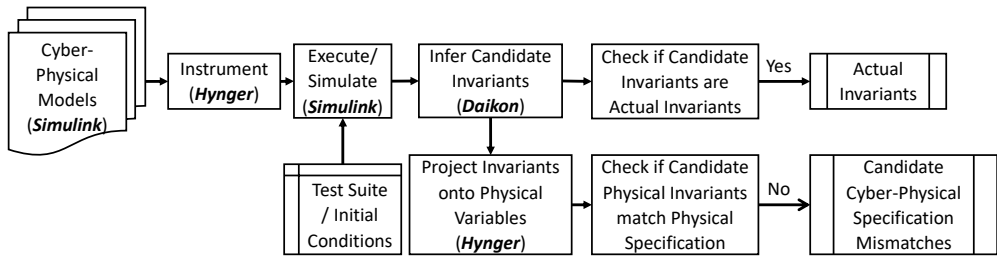 Cyber-
Physical
Models
(Simulink)
Instrument
(Hynger)
Execute/
Simulate
(Simulink)
Infer Candidate
Invariants
(Daikon)
Check if Candidate
Invariants are
Actual Invariants
Yes
Actual
Invariants
Test Suite
/ Initial
Conditions
Project Invariants
onto Physical
Variables
(Hynger)
Check if Candidate
Physical Invariants
match Physical
Specification
No
Candidate
Cyber-Physical
Specification
Mismatches